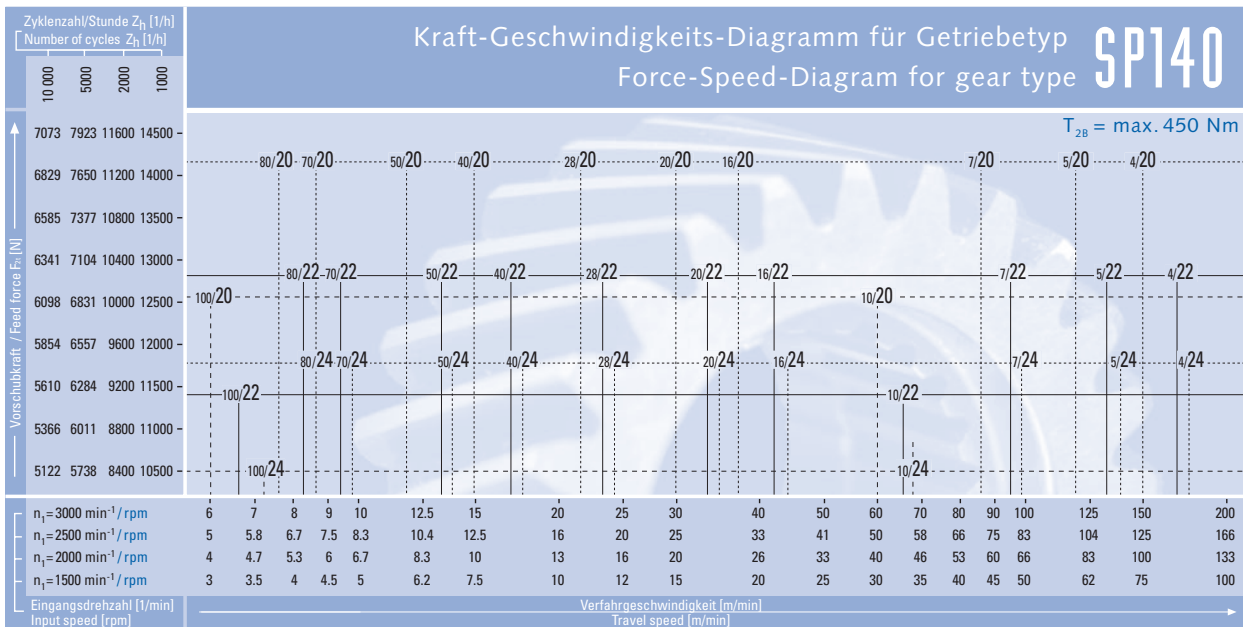 Zyklenzahl/Stunde Zh [1/h]
Number of cycles Zh [1/h]
10 000 5000 2000 1000
Kraft-Geschwindigkeits-Diagramm für Getriebetyp
Force-Speed-Diagram for gear type
SP140
T2B = max. 450 Nm
Vorschubkraft / Feed force F2t [N]
7073 7923 11600 14500
80/20 70/20 50/20 40/20 28/20 20/20 16/20 7/20 5/20 4/20
6829 7650 11200 14000
6585 7377 10800 13500
6341 7104 10400 13000
80/22 70/22 50/22 40/22 28/22 20/22 16/22 7/22 5/22 4/22
6098 6831 10000 12500
100/20 10/20
5854 6557 9600 12000
80/24 70/24 50/24 40/24 28/24 20/24 16/24 7/24 5/24 4/24
5610 6284 9200 11500
100/22 10/22
5366 6011 8800 11000
5122 5738 8400 10500
100/24 10/24
n1=3000 min-1/rpm 6 7 8 9 10 12.5 15 20 25 30 40 50 60 70 80 90 100 125 150 200
n1=2500 min-1/rpm 5 5.8 6.7 7.5 8.3 10.4 12.5 16 20 25 33 41 50 58 66 75 83 104 125 166
n1=2000 min-1/rpm 4 4.7 5.3 6 6.7 8.3 10 13 16 20 26 33 40 46 53 60 66 83 100 133
n1=1500 min-1/rpm 3 3.5 4 4.5 5 6.2 7.5 10 12 15 20 25 30 35 40 45 50 62 75 100
Eingangsdrehzahl [1/min]
Input speed [rpm]
Verfahrgeschwindigkeit [m/min]
Travel speed [m/min]